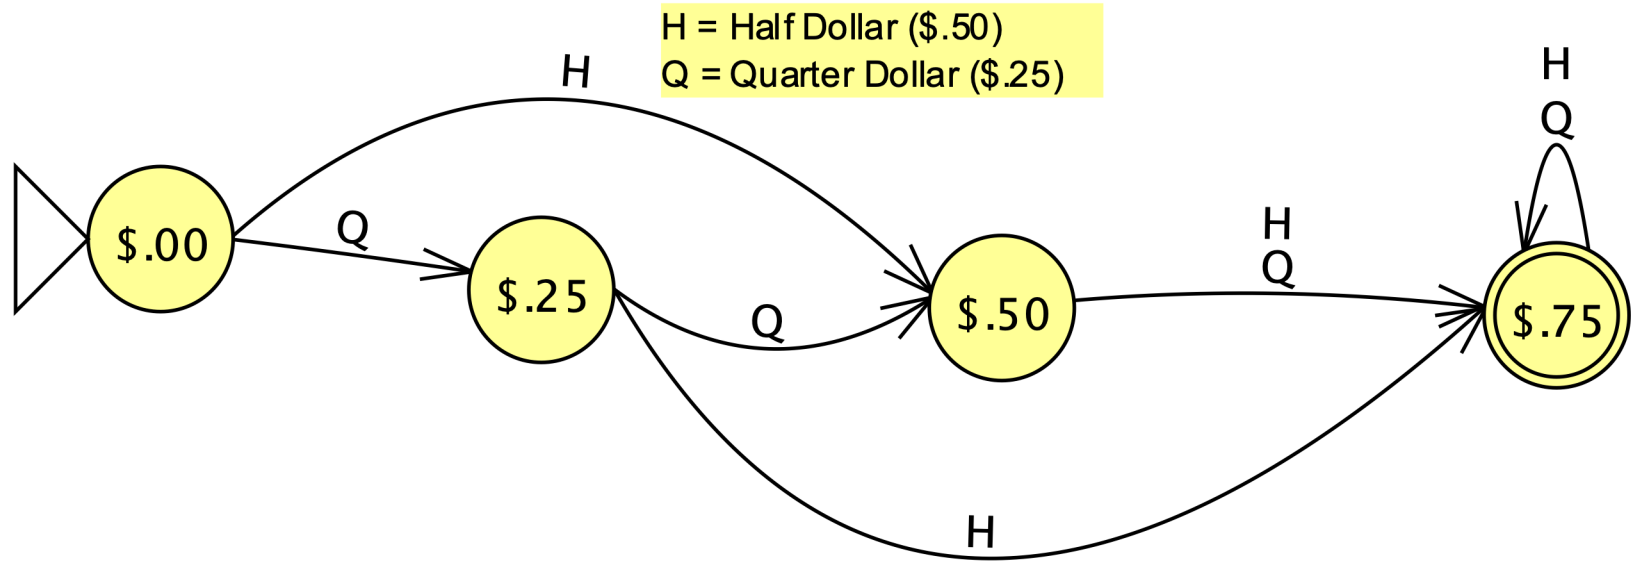 H = Half Dollar ($.50)
Q = Quarter Dollar ($.25)
H
H
Q
Q
$.00
$.25
Q
$.50
H
Q
$.75
H